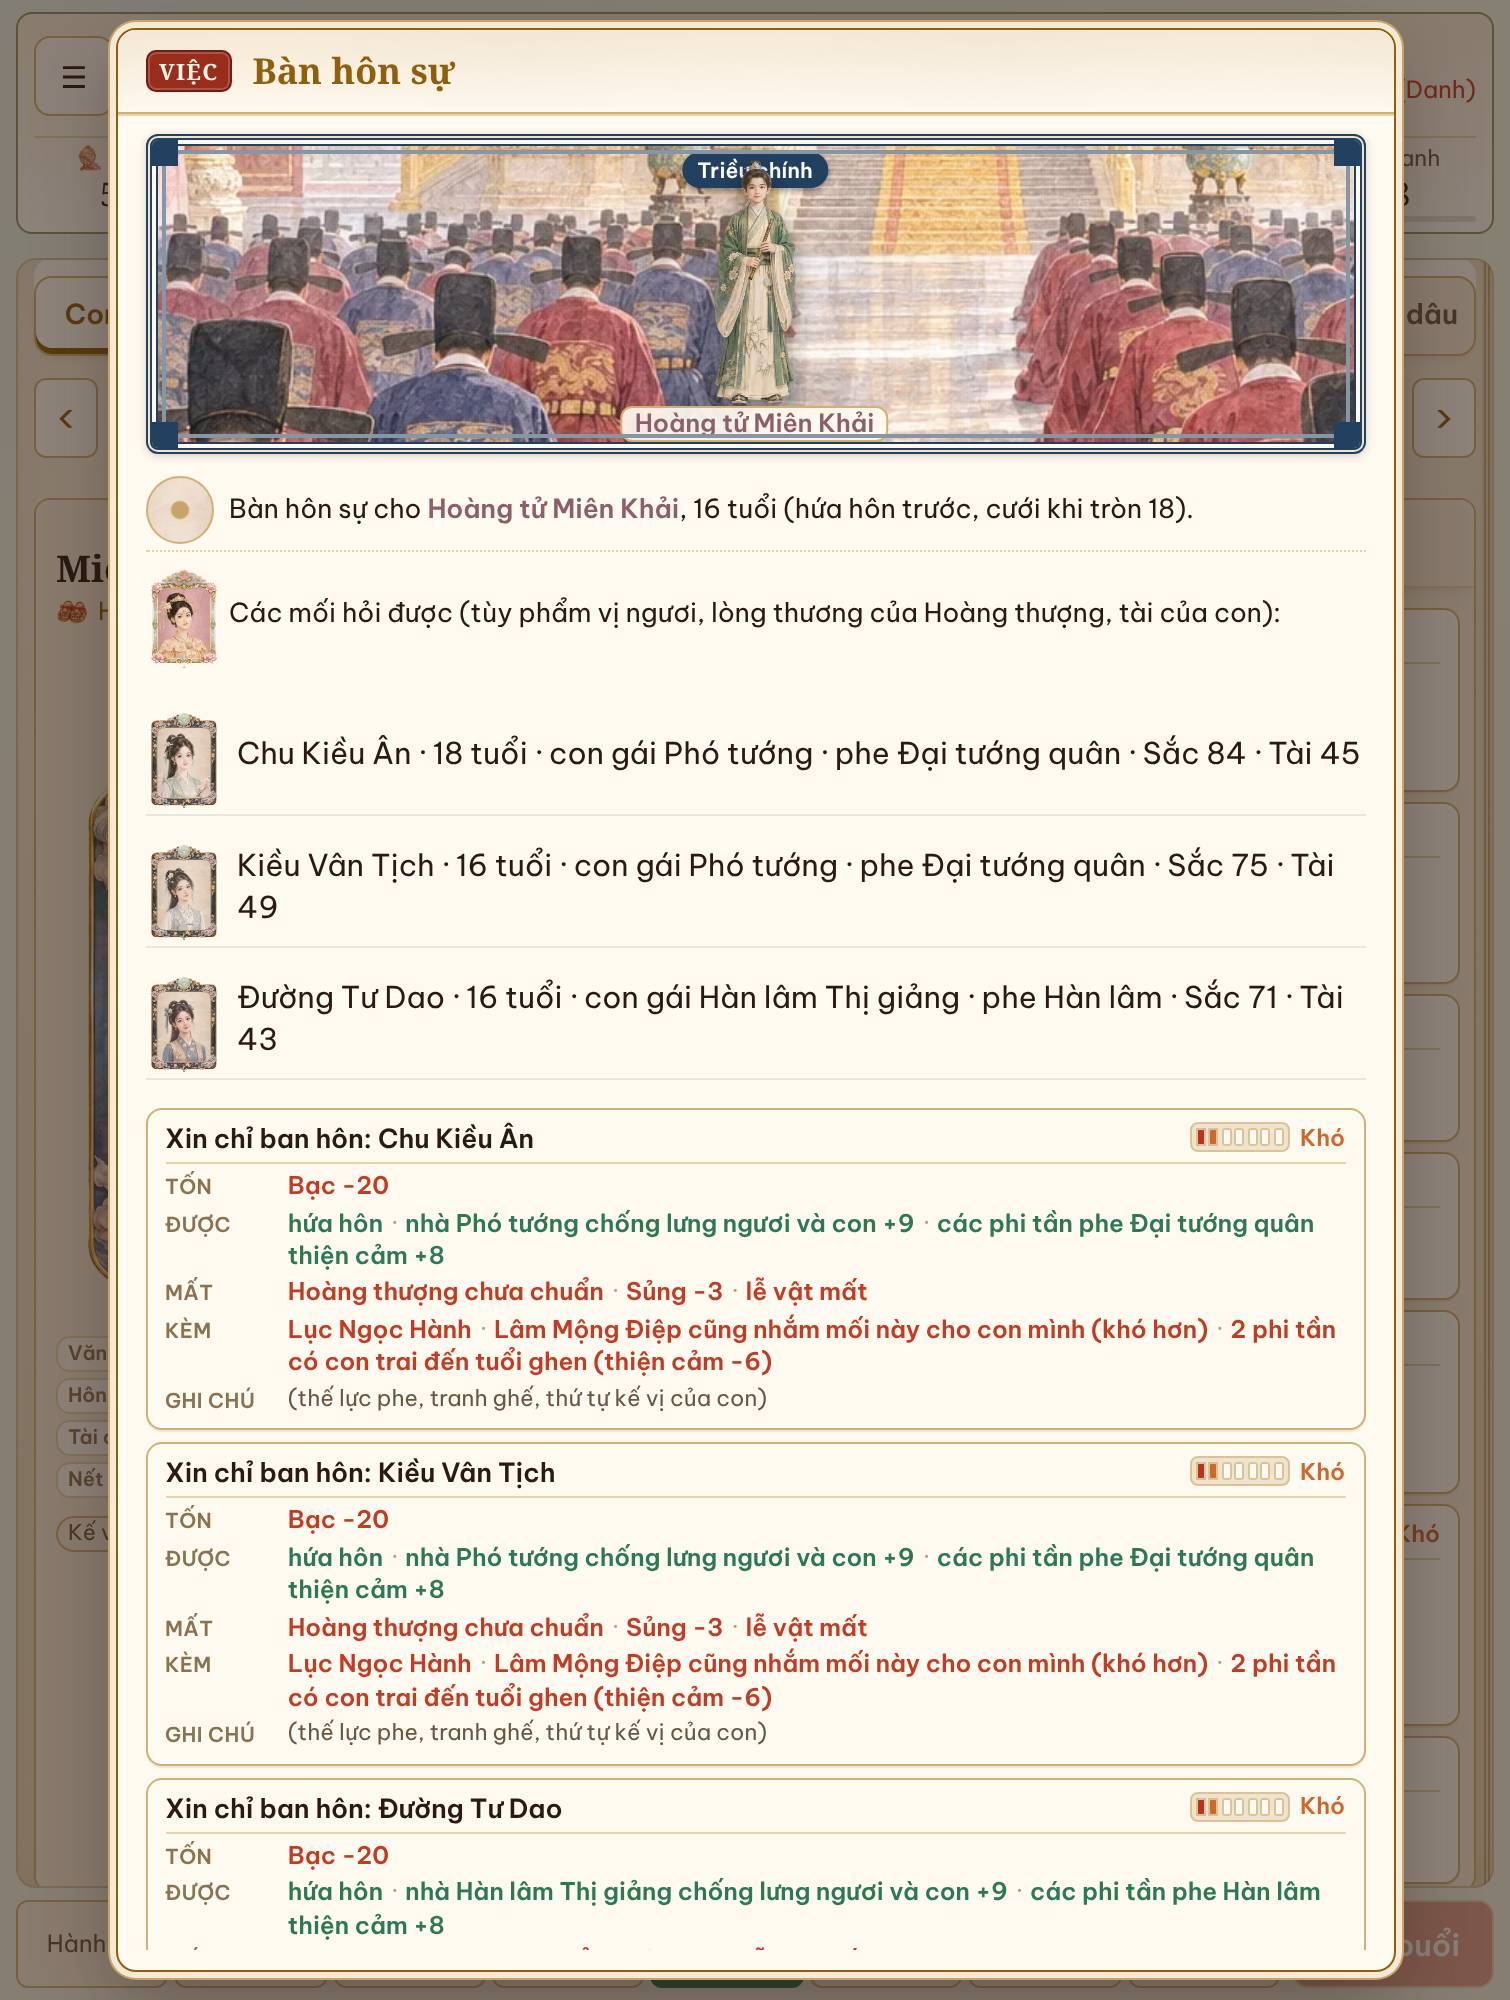 VIỆC Bàn hôn sự
Triều chính
Hoàng tử Miên Khải
Bàn hôn sự cho Hoàng tử Miên Khải, 16 tuổi (hứa hôn trước, cưới khi tròn 18).
Các mối hỏi được (tùy phẩm vị ngươi, lòng thương của Hoàng thượng, tài của con):
Chu Kiều Ân · 18 tuổi · con gái Phó tướng · phe Đại tướng quân · Sắc 84 · Tài 45
Kiều Vân Tịch · 16 tuổi · con gái Phó tướng · phe Đại tướng quân · Sắc 75 · Tài
49
Đường Tư Dao · 16 tuổi · con gái Hàn lâm Thị giảng · phe Hàn lâm · Sắc 71 · Tài
43
Xin chỉ ban hôn: Chu Kiều Ân Khó
TỐN Bạc -20
ĐƯỢC hứa hôn · nhà Phó tướng chống lưng ngươi và con +9 · các phi tần phe Đại tướng quân
thiện cảm +8
MẤT Hoàng thượng chưa chuẩn · Sủng -3 · lễ vật mất
KÈM Lục Ngọc Hành · Lâm Mộng Điệp cũng nhắm mối này cho con mình (khó hơn) · 2 phi tần
có con trai đến tuổi ghen (thiện cảm -6)
GHI CHÚ (thế lực phe, tranh ghế, thứ tự kế vị của con)
Xin chỉ ban hôn: Kiều Vân Tịch Khó
TỐN Bạc -20
ĐƯỢC hứa hôn · nhà Phó tướng chống lưng ngươi và con +9 · các phi tần phe Đại tướng quân
thiện cảm +8
MẤT Hoàng thượng chưa chuẩn · Sủng -3 · lễ vật mất
KÈM Lục Ngọc Hành · Lâm Mộng Điệp cũng nhắm mối này cho con mình (khó hơn) · 2 phi tần
có con trai đến tuổi ghen (thiện cảm -6)
GHI CHÚ (thế lực phe, tranh ghế, thứ tự kế vị của con)
Xin chỉ ban hôn: Đường Tư Dao Khó
TỐN Bạc -20
ĐƯỢC hứa hôn · nhà Hàn lâm Thị giảng chống lưng ngươi và con +9 · các phi tần phe Hàn lâm
thiện cảm +8
Danh)
dâu
Văn
Hôn
Tài
Nết
Kế
Khó
Hành
buổi